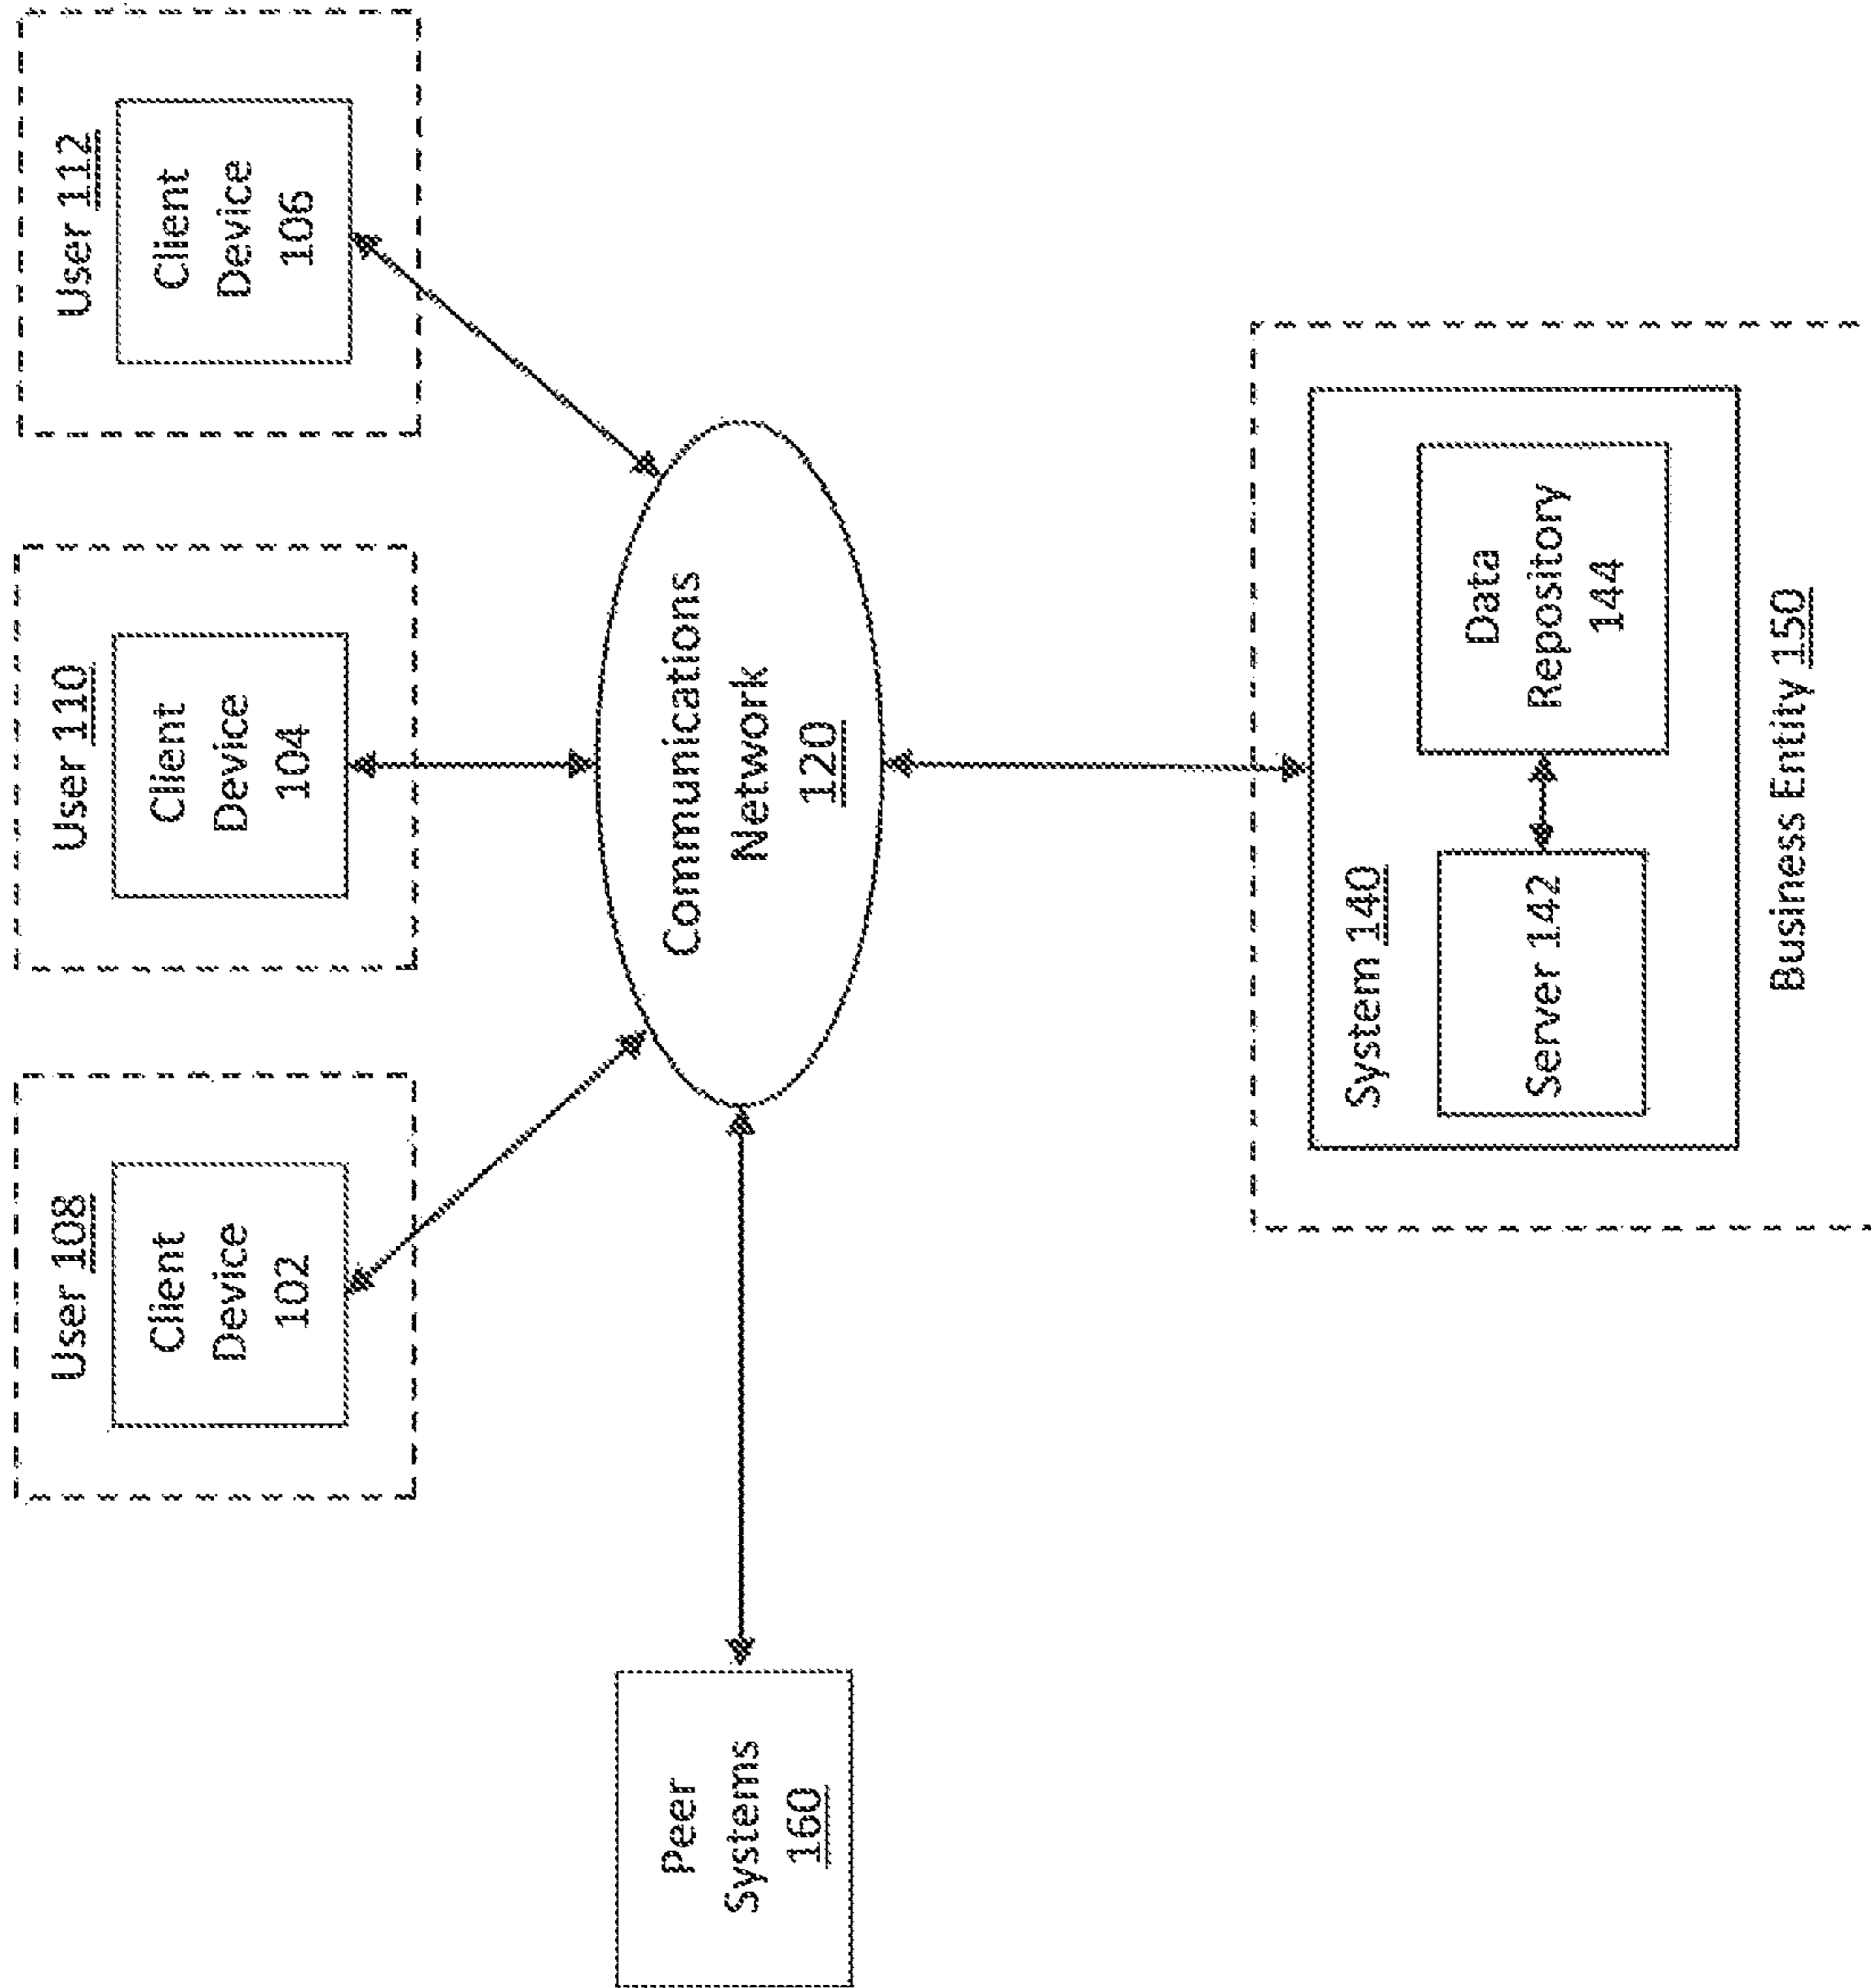 User 108
Client
Device
102
User 110
Client
Device
104
User 112
Client
Device
106
Peer
Systems
160
Communications
Network
120
System 140
Server 142
Data
Repository
144
Business Entity 150